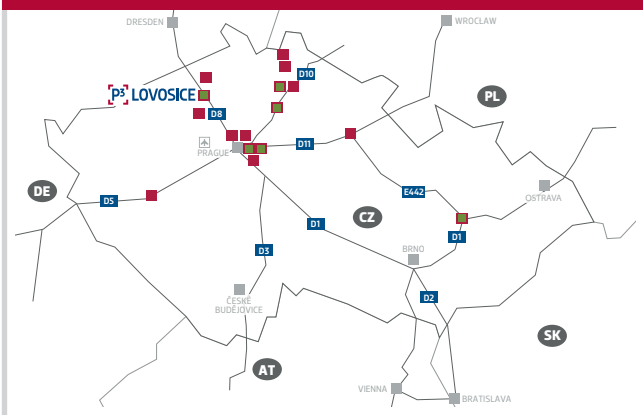 DRESDEN
WROCLAW
D10
PL
[P³] LOVOSICE
D8
PRAGUE
D11
DE
D5
E442
OSTRAVA
CZ
D1
D1
D3
BRNO
ČESKÉ
BUDĚJOVICE
D2
SK
AT
VIENNA
BRATISLAVA